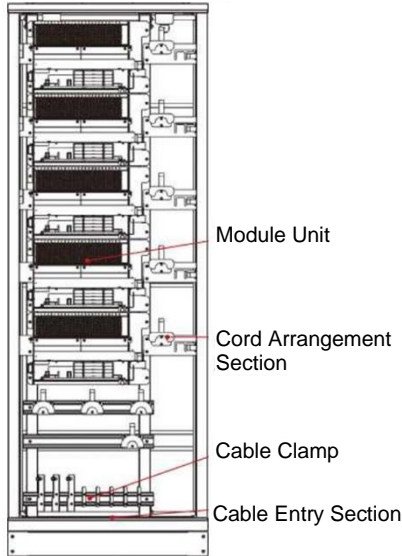 Module Unit
Cord Arrangement
Section
Cable Clamp
Cable Entry Section